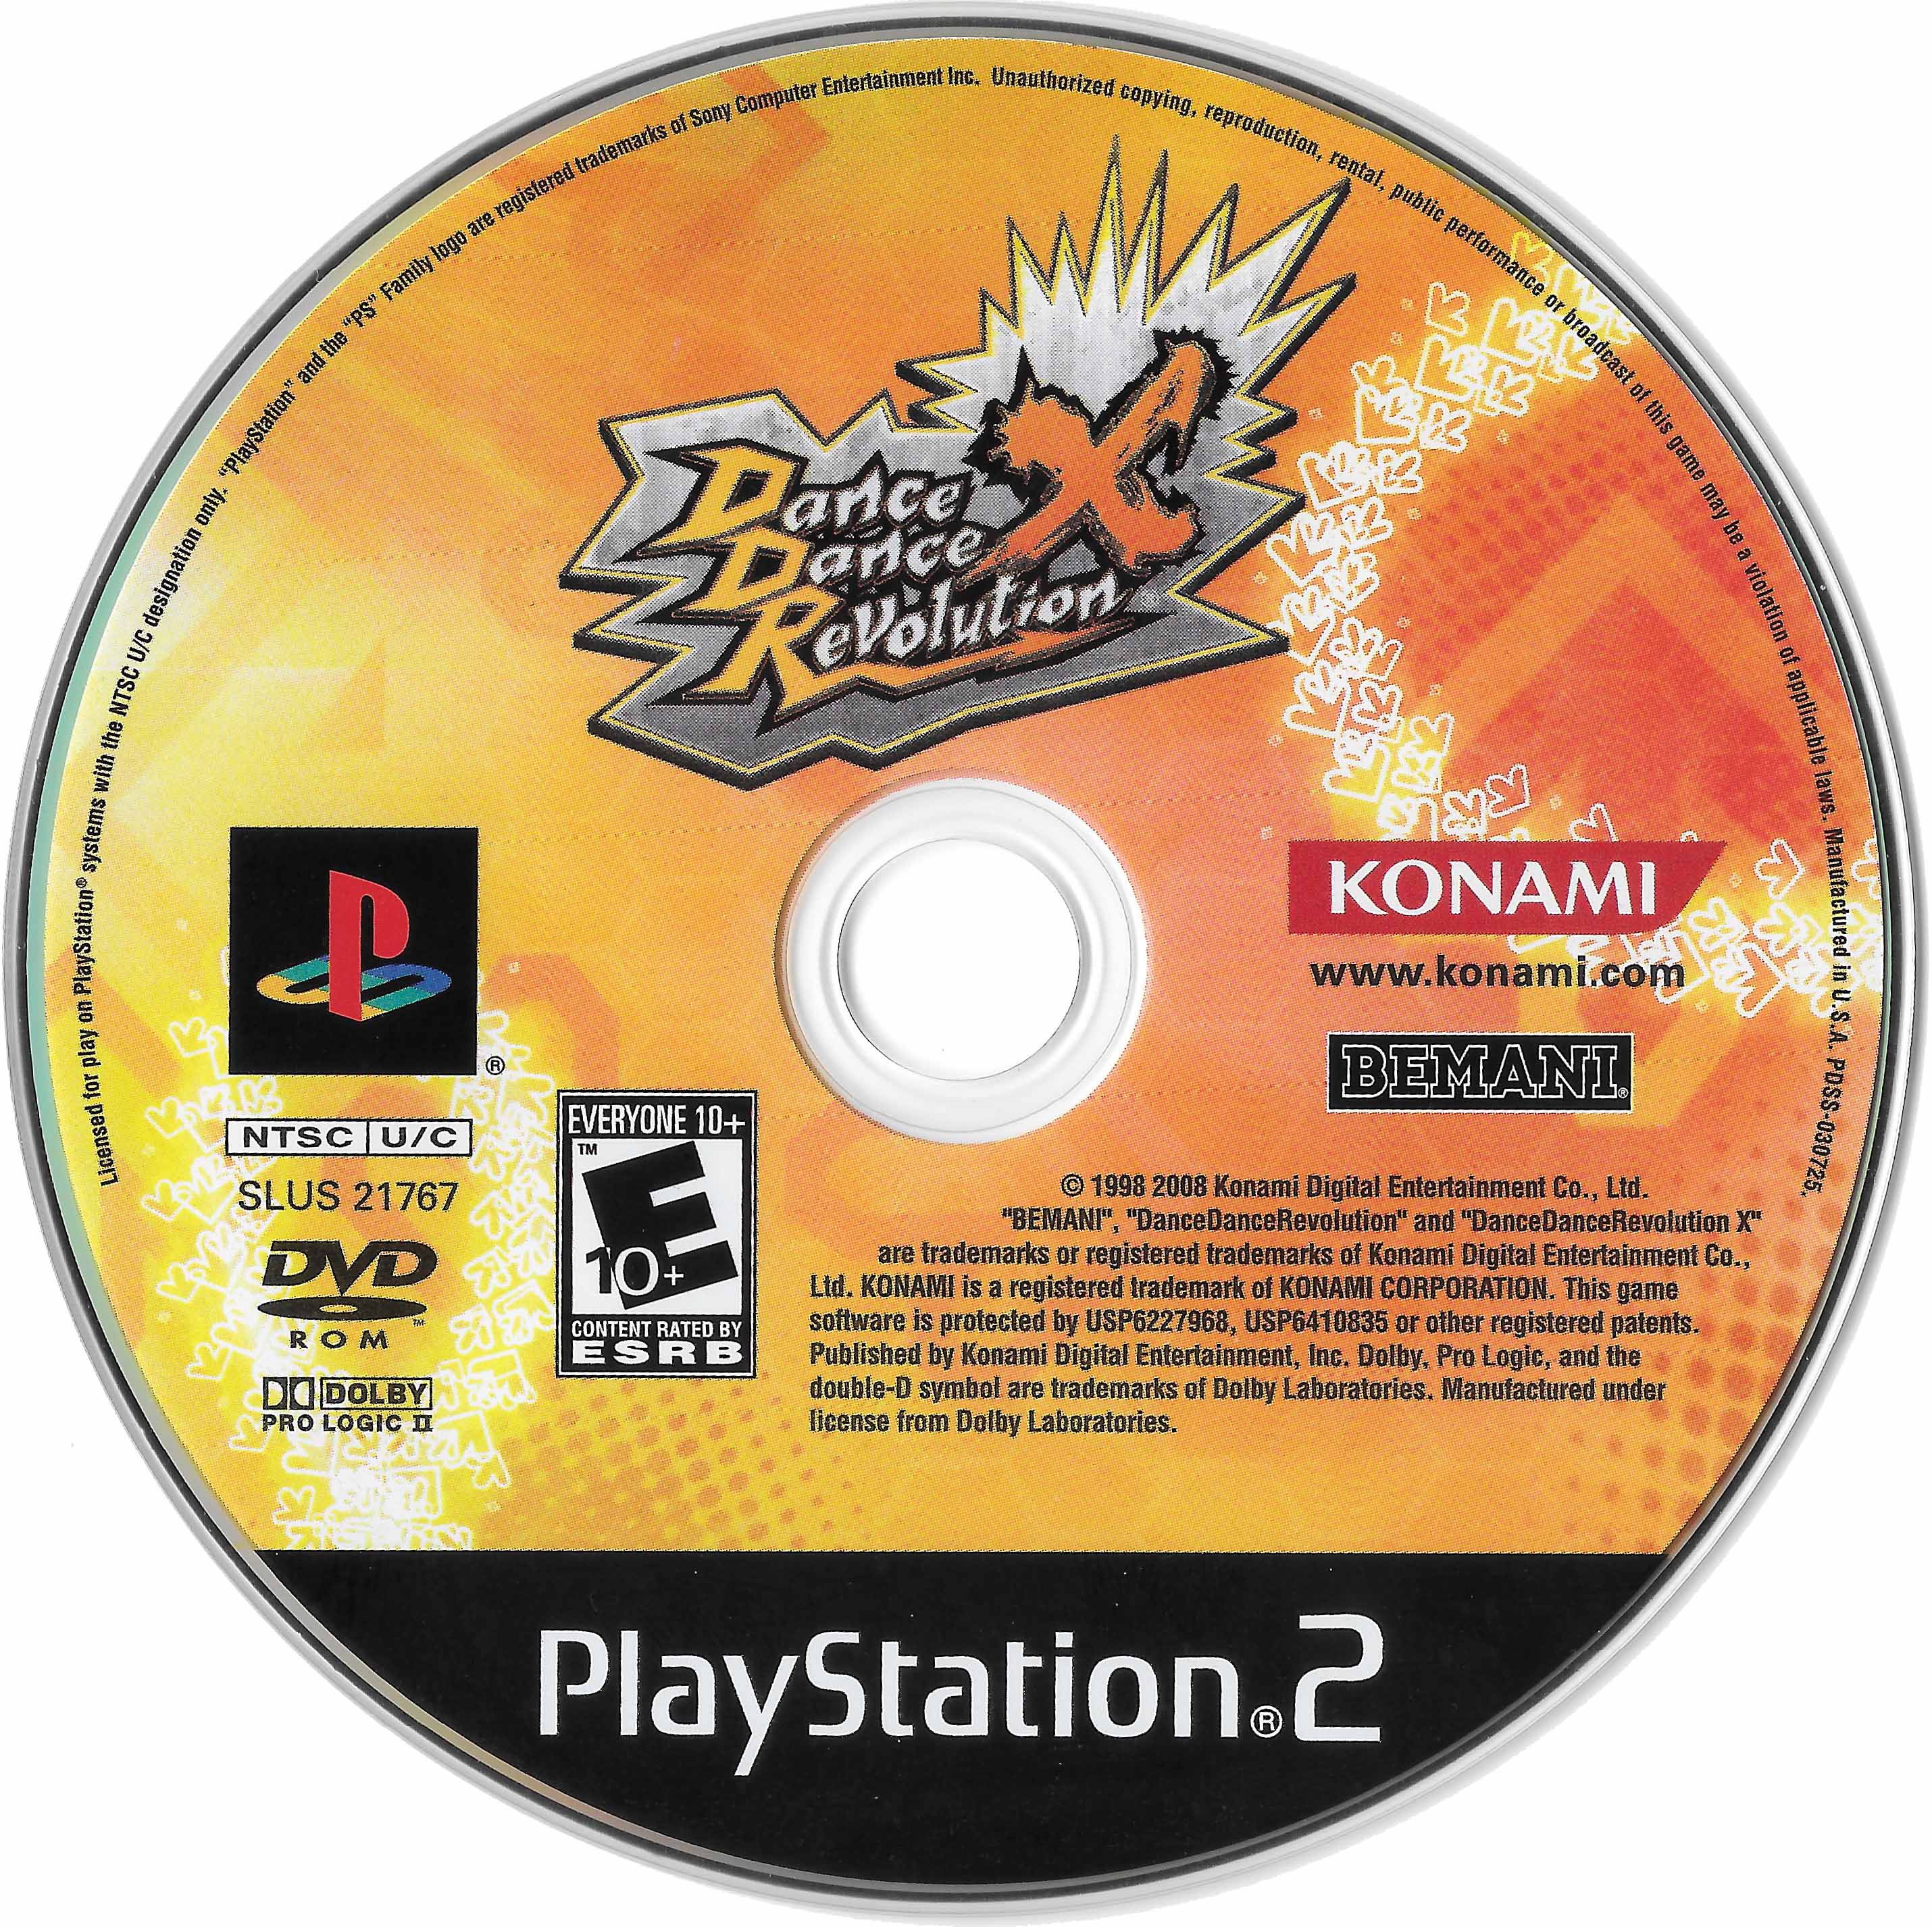 Licensed for play on PlayStation® systems with the NTSC U/C designation only. "PlayStation" and the "PS" Family logo are registered trademarks of Sony Computer Entertainment Inc. Unauthorized copying, reproduction, rental, public performance or broadcast of this game may be a violation of applicable laws. Manufactured in U.S.A. PDSS-030725.
Dance
Dance X
Revolution
®
NTSC U/C
SLUS 21767
DVD
ROM™
DOLBY
PRO LOGIC II
EVERYONE 10+
™
E
10+
CONTENT RATED BY
ESRB
KONAMI
www.konami.com
BEMANI®
© 1998 2008 Konami Digital Entertainment Co., Ltd.
"BEMANI", "DanceDanceRevolution" and "DanceDanceRevolution X"
are trademarks or registered trademarks of Konami Digital Entertainment Co.,
Ltd. KONAMI is a registered trademark of KONAMI CORPORATION. This game
software is protected by USP6227968, USP6410835 or other registered patents.
Published by Konami Digital Entertainment, Inc. Dolby, Pro Logic, and the
double-D symbol are trademarks of Dolby Laboratories. Manufactured under
license from Dolby Laboratories.
PlayStation®2